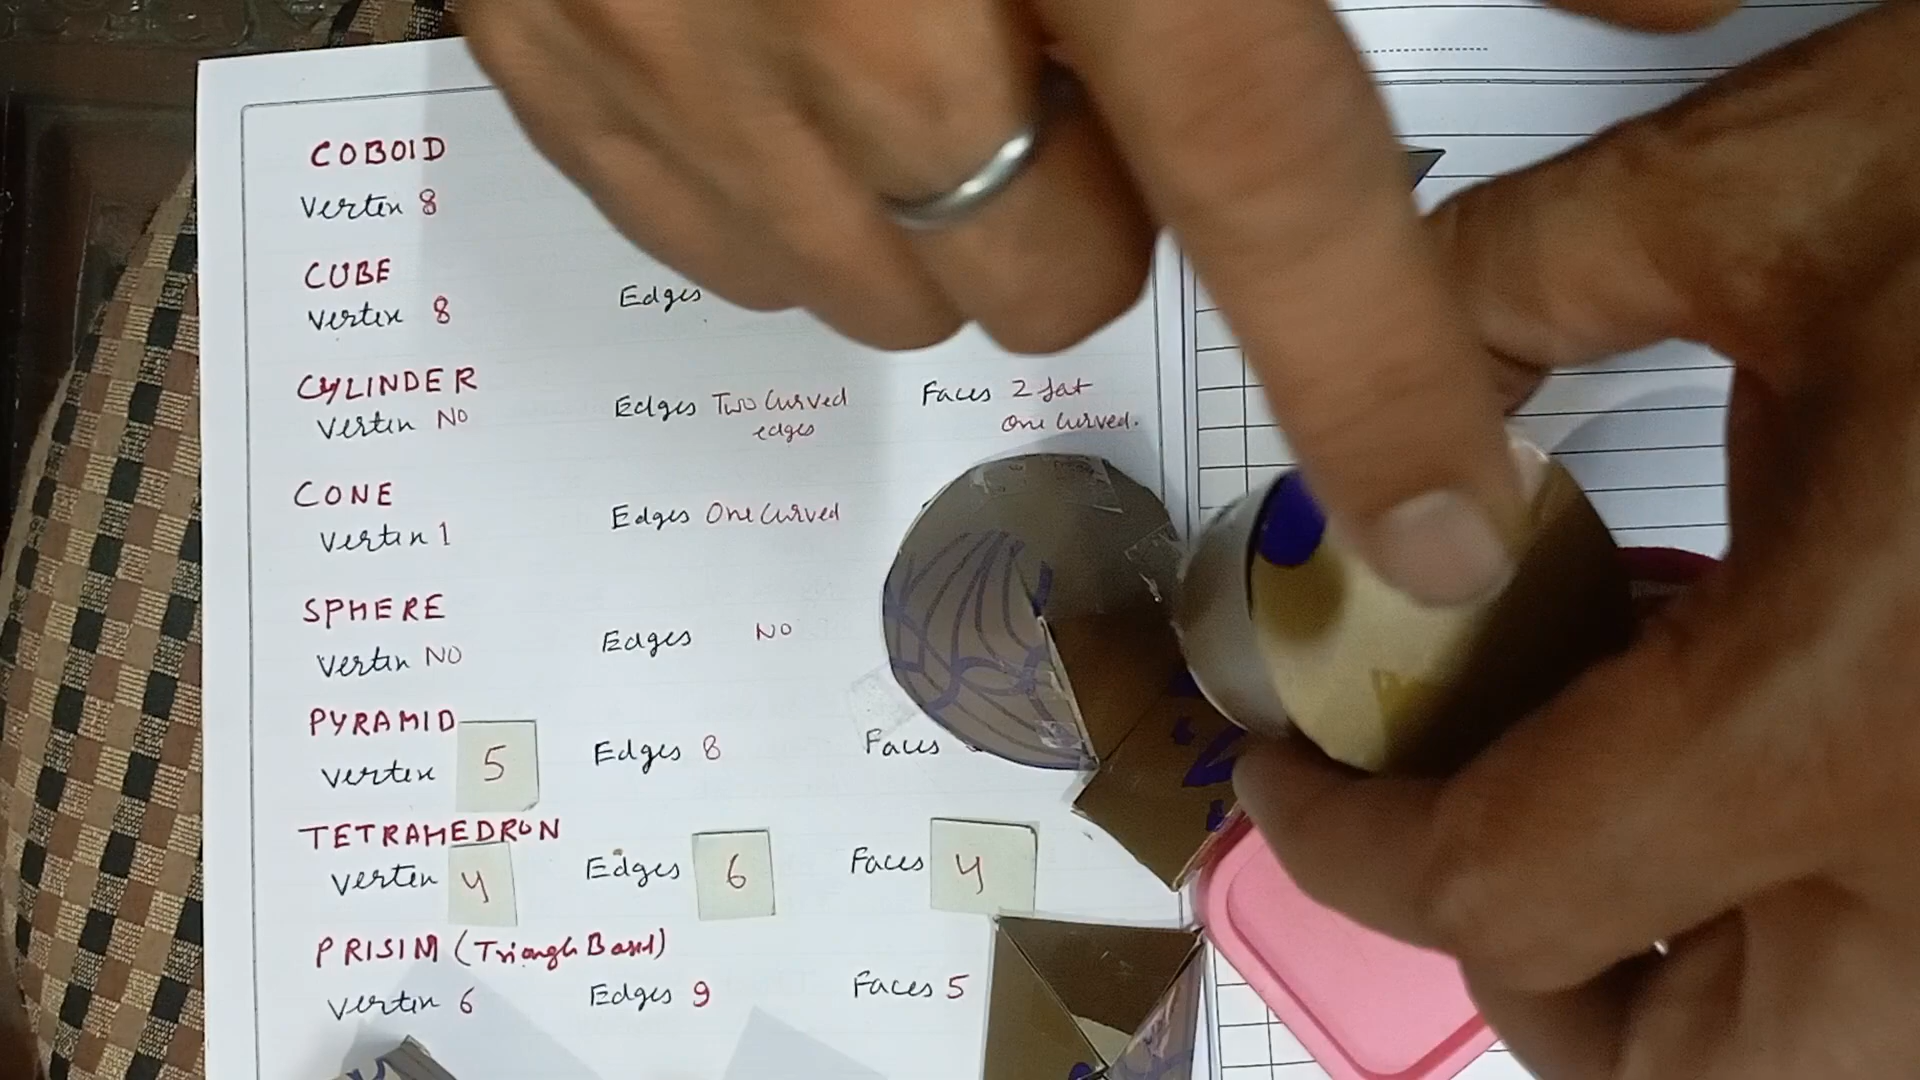 COBOID
Vertex 8
CUBE
Vertex 8 Edges
CYLINDER
Vertex NO Edges Two Curved edges Faces 2 flat One Curved.
CONE
Vertex 1 Edges One Curved
SPHERE
Vertex NO Edges NO
PYRAMID
Vertex 5 Edges 8 Faces
TETRAHEDRON
Vertex 4 Edges 6 Faces 4
PRISIM (Triangle Based)
Vertex 6 Edges 9 Faces 5